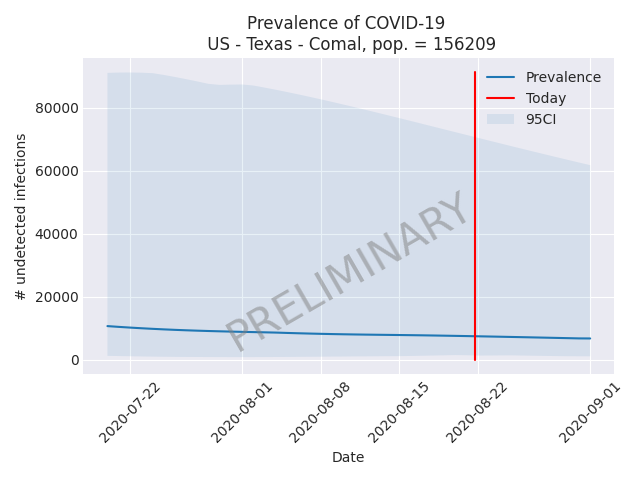 Prevalence of COVID-19
US - Texas - Comal, pop. = 156209
Prevalence
Today
95CI
80000
60000
40000
20000
0
# undetected infections
PRELIMINARY
2020-07-22
2020-08-01
2020-08-08
2020-08-15
2020-08-22
2020-09-01
Date